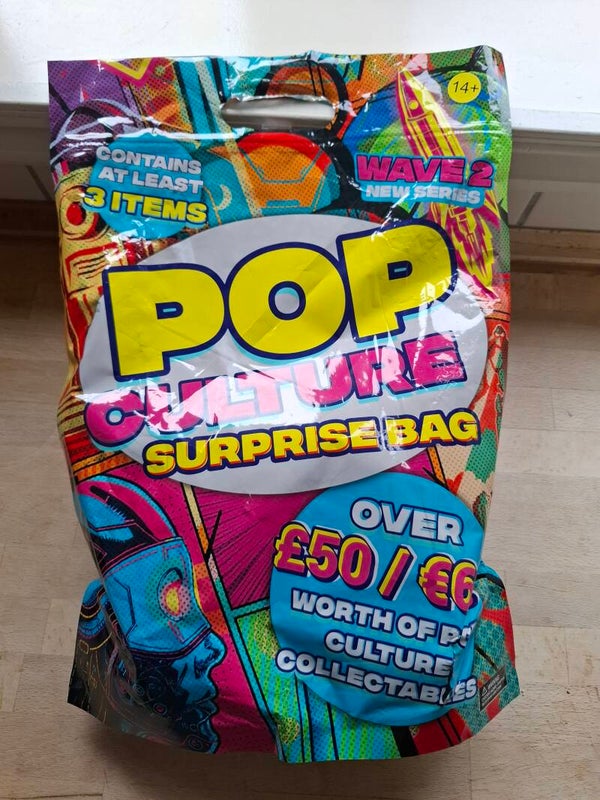 14+
CONTAINS
AT LEAST
3 ITEMS
WAVE 2
NEW SERIES
POP
CULTURE
SURPRISE BAG
OVER
£50 / €6
WORTH OF P
CULTURE
COLLECTABLES